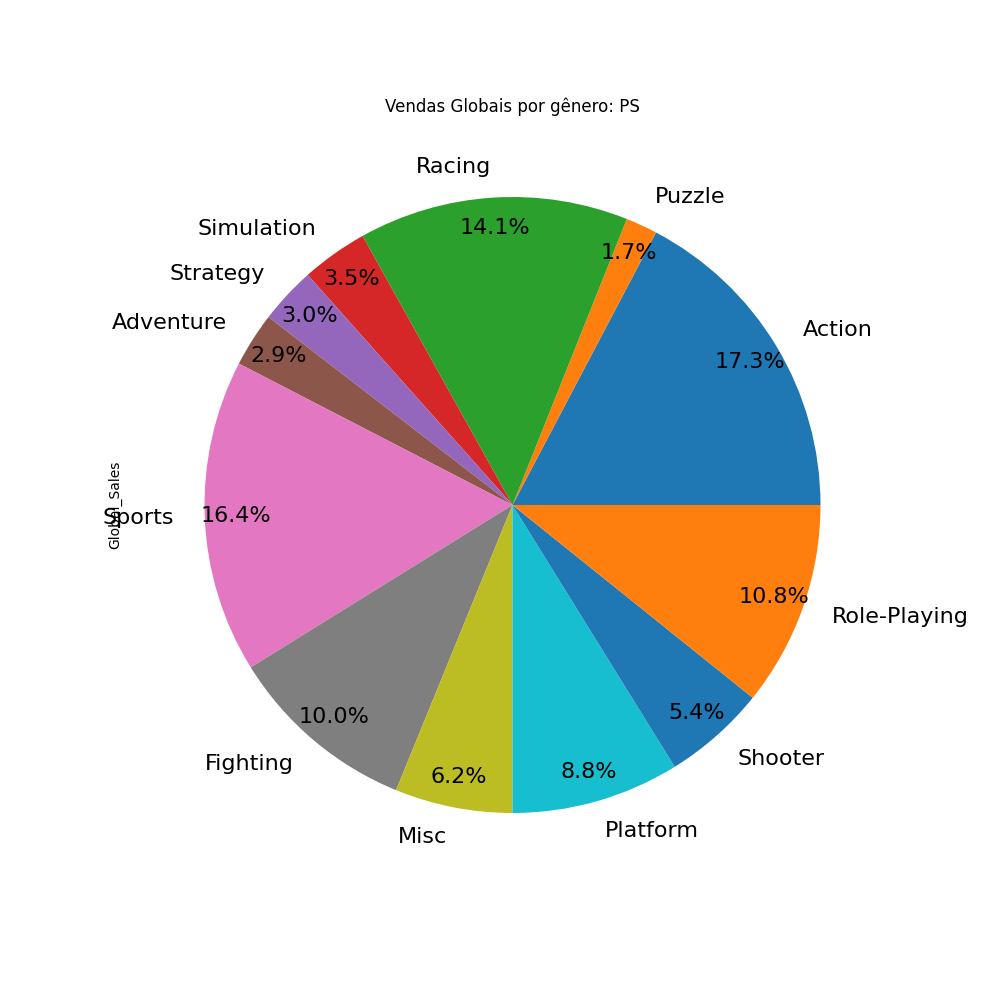 Vendas Globais por gênero: PS
Racing
14.1%
Puzzle
1.7%
Simulation
3.5%
Strategy
3.0%
Adventure
2.9%
Action
17.3%
Global_Sales
Sports
16.4%
Role-Playing
10.8%
Fighting
10.0%
Misc
6.2%
Platform
8.8%
Shooter
5.4%